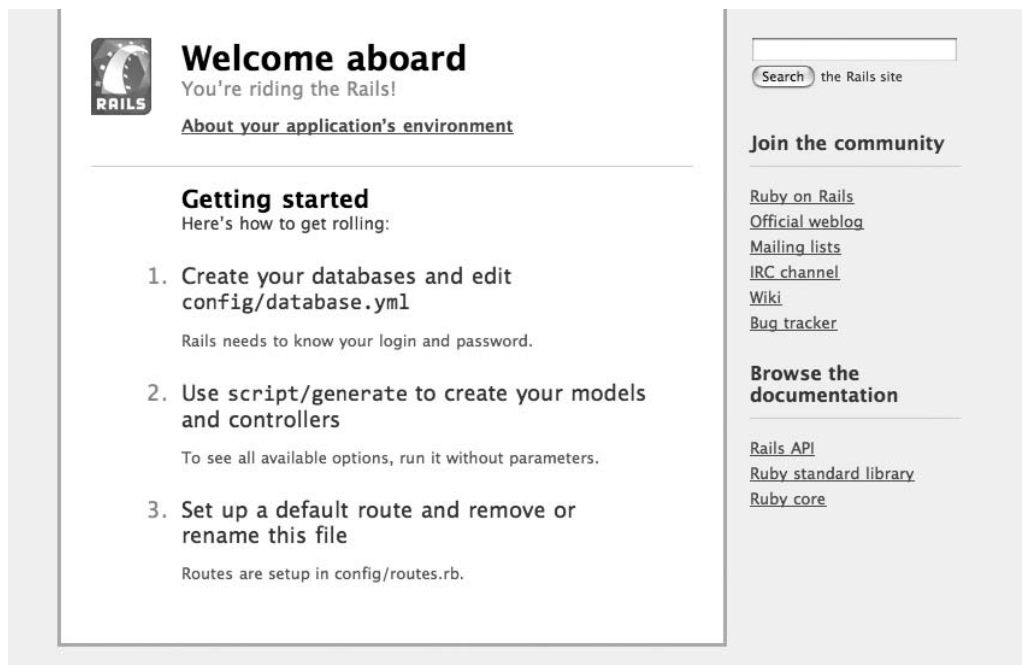 RAILS
Welcome aboard
You're riding the Rails!
About your application's environment
Getting started
Here's how to get rolling:
1. Create your databases and edit
config/database.yml
Rails needs to know your login and password.
2. Use script/generate to create your models
and controllers
To see all available options, run it without parameters.
3. Set up a default route and remove or
rename this file
Routes are setup in config/routes.rb.
Search the Rails site
Join the community
Ruby on Rails
Official weblog
Mailing lists
IRC channel
Wiki
Bug tracker
Browse the
documentation
Rails API
Ruby standard library
Ruby core